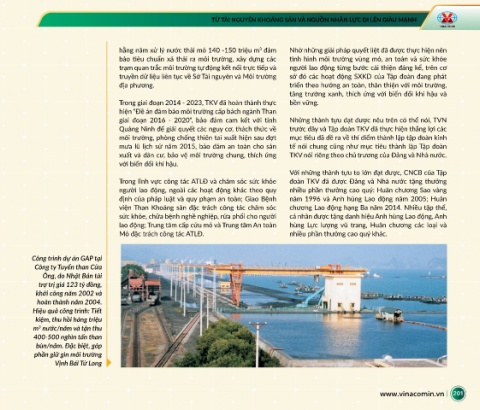 TỪ TÀI NGUYÊN KHOÁNG SẢN VÀ NGUỒN NHÂN LỰC ĐI LÊN GIÀU MẠNH
hằng năm xử lý nước thải mỏ 140 -150 triệu m³ đảm
bảo tiêu chuẩn xả thải ra môi trường, xây dựng các
trạm quan trắc môi trường tự động kết nối trực tiếp và
truyền dữ liệu liên tục về Sở Tài nguyên và Môi trường
địa phương.
Trong giai đoạn 2014 - 2023, TKV đã hoàn thành thực
hiện "Đề án đảm bảo môi trường cấp bách ngành Than
giai đoạn 2016 - 2020", bảo đảm cam kết với tỉnh
Quảng Ninh để giải quyết các nguy cơ, thách thức về
môi trường, phòng chống thiên tai xuất hiện sau đợt
mưa lũ lịch sử năm 2015, bảo đảm an toàn cho sản
xuất và dân cư, bảo vệ môi trường chung, thích ứng
với biến đổi khí hậu.
Trong lĩnh vực công tác ATLĐ và chăm sóc sức khỏe
người lao động, ngoài các hoạt động khác theo quy
định của pháp luật và quy phạm an toàn; Giao Bệnh
viện Than Khoáng sản đặc trách công tác chăm sóc
sức khỏe, chữa bệnh nghề nghiệp, rửa phổi cho người
lao động; Trung tâm cấp cứu mỏ và Trung tâm An toàn
Mỏ đặc trách công tác ATLĐ.
Nhờ những giải pháp quyết liệt đã được thực hiện nên
tình hình môi trường vùng mỏ, an toàn và sức khỏe
người lao động từng bước cải thiện đáng kể, trên cơ
sở đó các hoạt động SXKD của Tập đoàn đang phát
triển theo hướng an toàn, thân thiện với môi trường,
tăng trưởng xanh, thích ứng với biến đổi khí hậu và
bền vững.
Những thành tựu đạt được nêu trên có thể nói, TVN
trước đây và Tập đoàn TKV đã thực hiện thắng lợi các
mục tiêu đã đề ra về thí điểm thành lập tập đoàn kinh
tế nói chung cũng như mục tiêu thành lập Tập đoàn
TKV nói riêng theo chủ trương của Đảng và Nhà nước.
Với những thành tựu to lớn đạt được, CNCB của Tập
đoàn TKV đã được Đảng và Nhà nước tặng thưởng
nhiều phần thưởng cao quý: Huân chương Sao vàng
năm 1996 và Anh hùng Lao động năm 2005; Huân
chương Lao động hạng Ba năm 2014. Nhiều tập thể,
cá nhân được tặng danh hiệu Anh hùng Lao động, Anh
hùng Lực lượng vũ trang, Huân chương các loại và
nhiều phần thưởng cao quý khác.
Công trình dự án GAP tại
Công ty Tuyển than Cửa
Ông, do Nhật Bản tài
trợ trị giá 123 tỷ đồng,
khởi công năm 2002 và
hoàn thành năm 2004.
Hiệu quả công trình: Tiết
kiệm, thu hồi hàng triệu
m³ nước/năm và tận thu
400-500 nghìn tấn than
bùn/năm. Đặc biệt, góp
phần giữ gìn môi trường
Vịnh Bái Tử Long
www.vinacomin.vn | 201